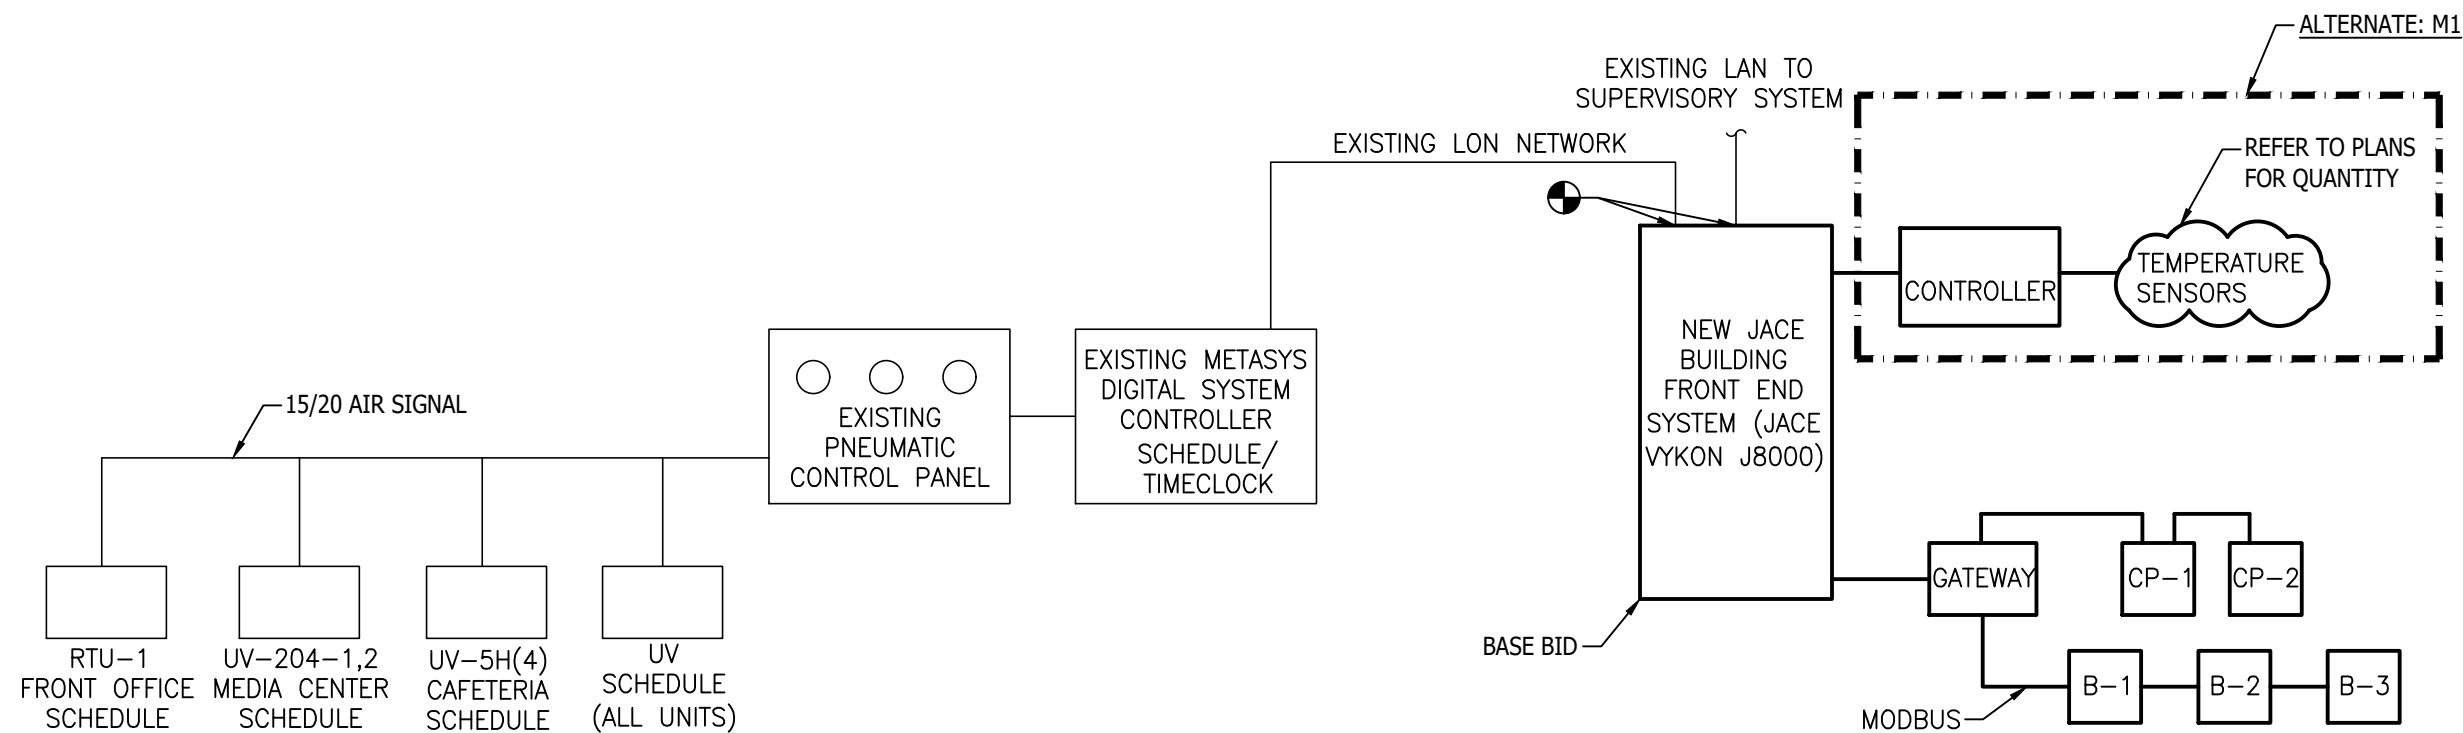 ALTERNATE: M1
EXISTING LAN TO
SUPERVISORY SYSTEM
EXISTING LON NETWORK
REFER TO PLANS
FOR QUANTITY
CONTROLLER
TEMPERATURE
SENSORS
NEW JACE
BUILDING
FRONT END
SYSTEM (JACE
VYKON J8000)
EXISTING METASYS
DIGITAL SYSTEM
CONTROLLER
SCHEDULE/
TIMECLOCK
EXISTING
PNEUMATIC
CONTROL PANEL
15/20 AIR SIGNAL
GATEWAY
CP-1
CP-2
BASE BID
RTU-1
FRONT OFFICE
SCHEDULE
UV-204-1,2
MEDIA CENTER
SCHEDULE
UV-5H(4)
CAFETERIA
SCHEDULE
UV
SCHEDULE
(ALL UNITS)
B-1
B-2
B-3
MODBUS